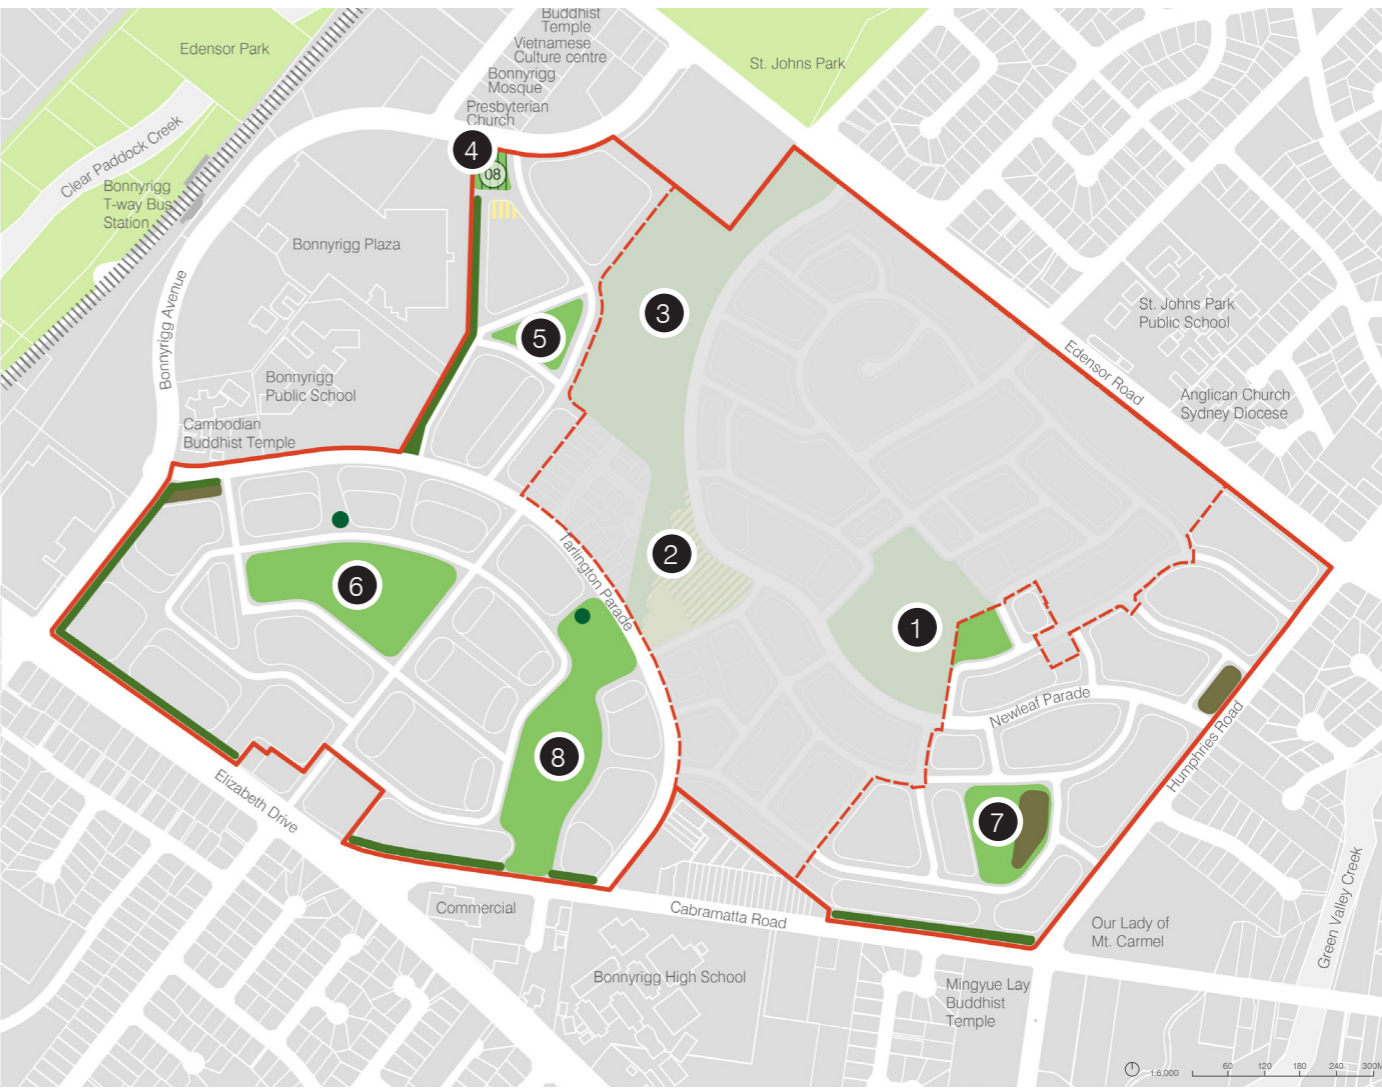 Buddhist
Temple
Edensor Park
Vietnamese
Culture centre
St. Johns Park
Bonnyrigg
Mosque
Presbyterian
Church
4
08
Clear Paddock Creek
Bonnyrigg
T-way Bus
Station
Bonnyrigg Plaza
Bonnyrigg Avenue
3
5
St. Johns Park
Public School
Edensor Road
Bonnyrigg
Public School
Anglican Church
Sydney Diocese
Cambodian
Buddhist Temple
2
Tarlington Parade
6
1
Newleaf Parade
Humphries Road
8
Elizabeth Drive
7
Commercial
Cabramatta Road
Our Lady of
Mt. Carmel
Green Valley Creek
Bonnyrigg High School
Mingyue Lay
Buddhist
Temple
1:6,000
60 120 180 240 300M